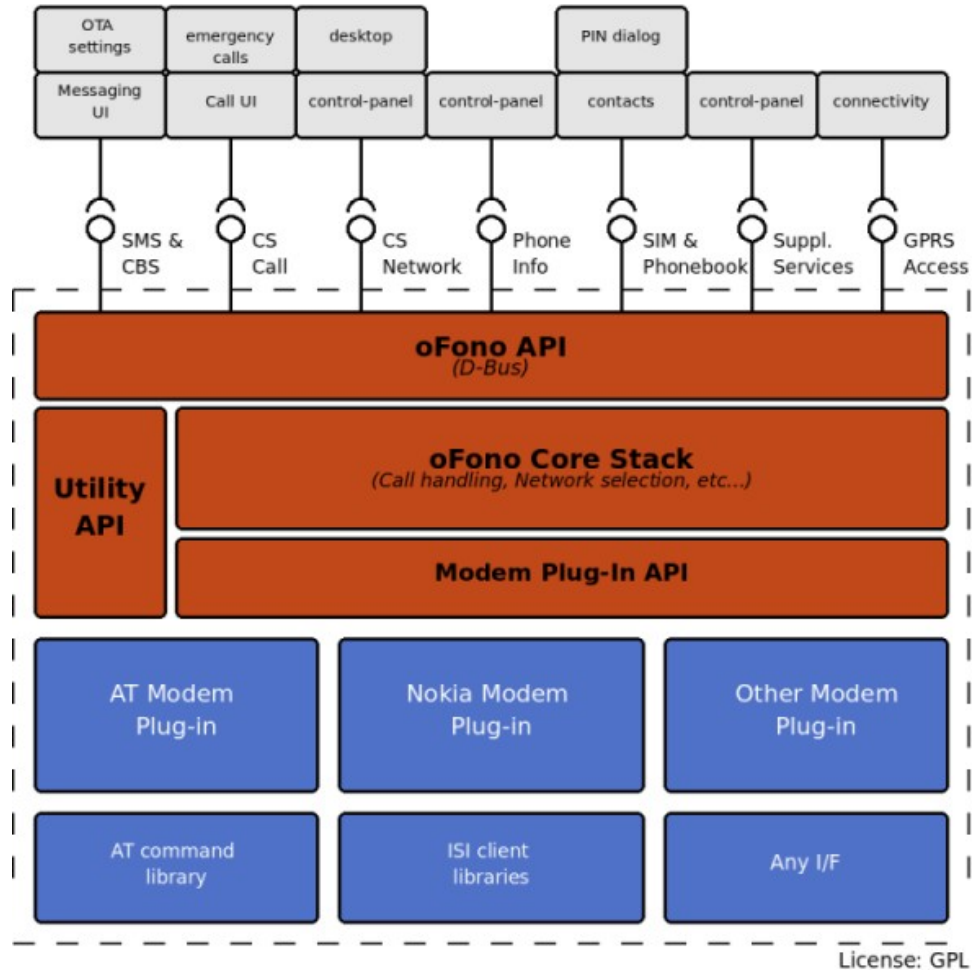 OTA
settings
emergency
calls
desktop
PIN dialog
Messaging
UI
Call UI
control-panel
control-panel
contacts
control-panel
connectivity
SMS &
CBS
CS
Call
CS
Network
Phone
Info
SIM &
Phonebook
Suppl.
Services
GPRS
Access
oFono API
(D-Bus)
Utility
API
oFono Core Stack
(Call handling, Network selection, etc...)
Modem Plug-In API
AT Modem
Plug-in
Nokia Modem
Plug-in
Other Modem
Plug-in
AT command
library
ISI client
libraries
Any I/F
License: GPL